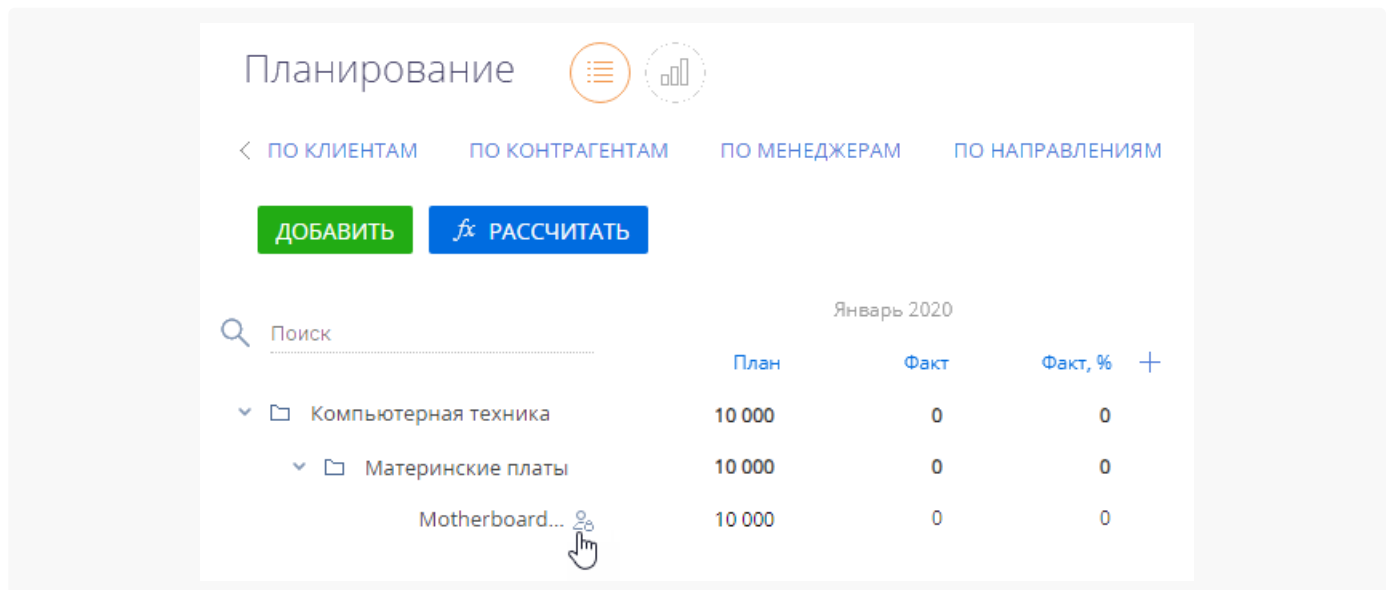 Планирование
ПО КЛИЕНТАМ ПО КОНТРАГЕНТАМ ПО МЕНЕДЖЕРАМ ПО НАПРАВЛЕНИЯМ
ДОБАВИТЬ fx РАССЧИТАТЬ
Январь 2020
Поиск
План Факт Факт, %
Компьютерная техника 10 000 0 0
Материнские платы 10 000 0 0
Motherboard... 10 000 0 0